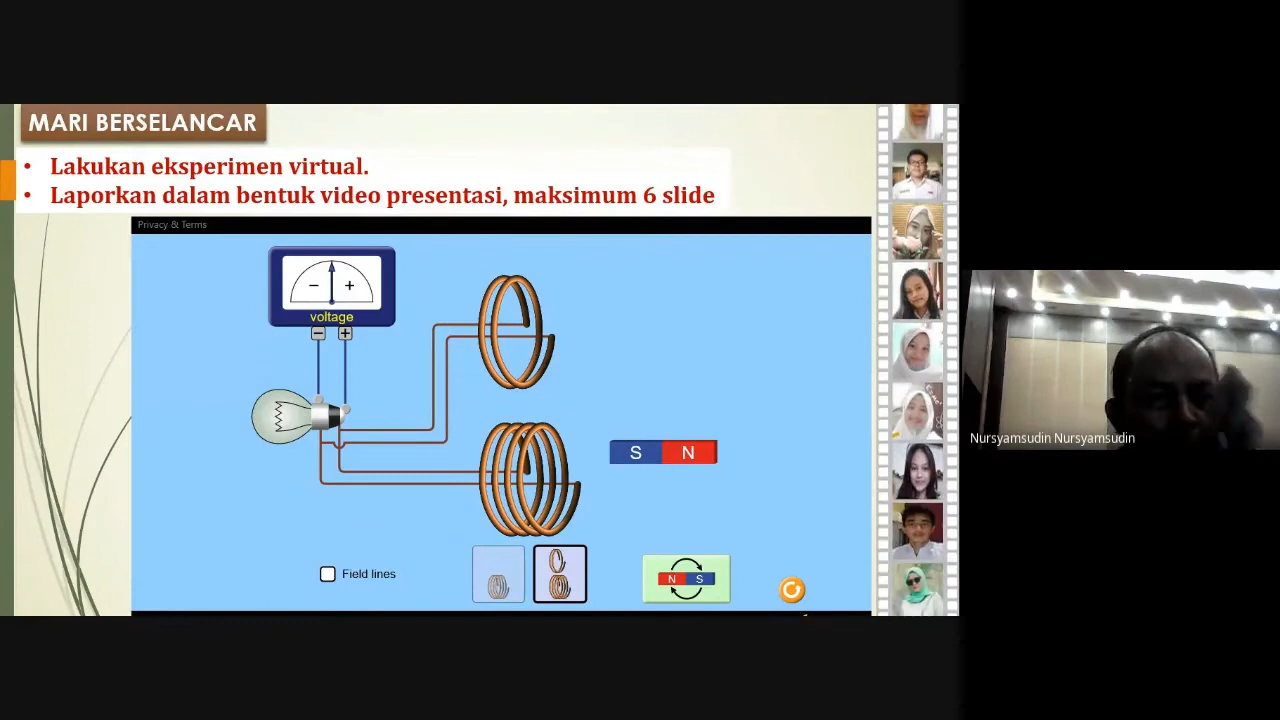 MARI BERSELANCAR
• Lakukan eksperimen virtual.
• Laporkan dalam bentuk video presentasi, maksimum 6 slide
Privacy & Terms
− +
voltage
− +
S N
Field lines
N S
Nursyamsudin Nursyamsudin